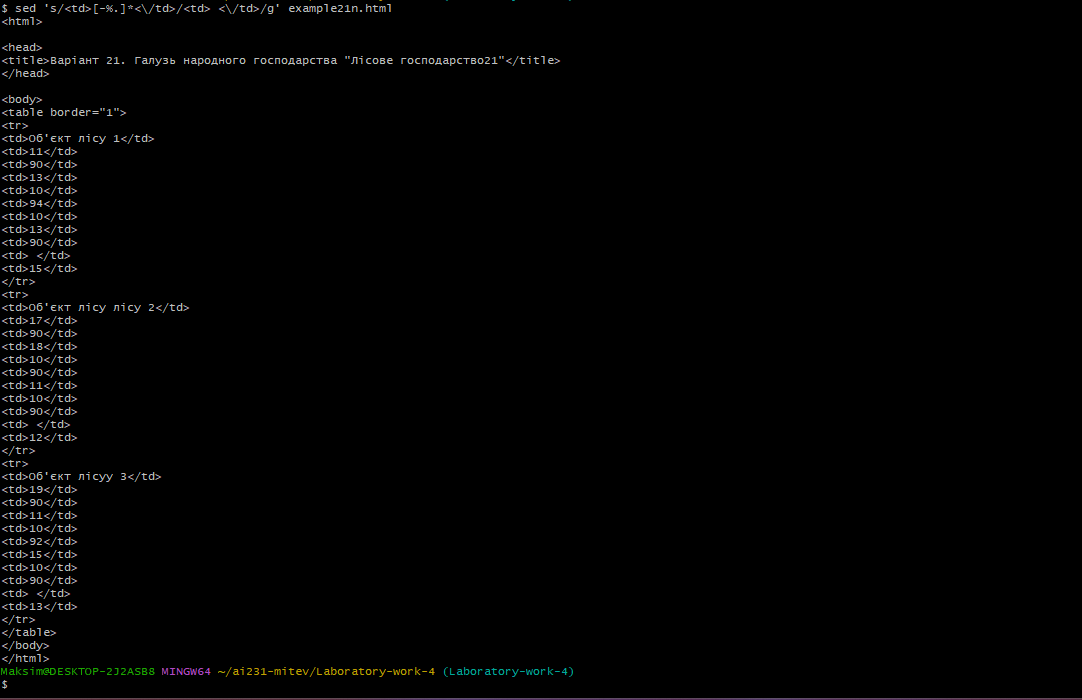 $ sed 's/<td>[-%.]*<\/td>/<td> <\/td>/g' example21n.html
<html>
<head>
<title>Варіант 21. Галузь народного господарства "Лісове господарство21"</title>
</head>
<body>
<table border="1">
<tr>
<td>Об'єкт лісу 1</td>
<td>11</td>
<td>90</td>
<td>13</td>
<td>10</td>
<td>94</td>
<td>10</td>
<td>13</td>
<td>90</td>
<td> </td>
<td>15</td>
</tr>
<tr>
<td>Об'єкт лісу лісу 2</td>
<td>17</td>
<td>90</td>
<td>18</td>
<td>10</td>
<td>90</td>
<td>11</td>
<td>10</td>
<td>90</td>
<td> </td>
<td>12</td>
</tr>
<tr>
<td>Об'єкт лісуу 3</td>
<td>19</td>
<td>90</td>
<td>11</td>
<td>10</td>
<td>92</td>
<td>15</td>
<td>10</td>
<td>90</td>
<td> </td>
<td>13</td>
</tr>
</table>
</body>
</html>
Maksim@DESKTOP-2J2ASB8 MINGW64 ~/ai231-mitev/Laboratory-work-4 (Laboratory-work-4)
$